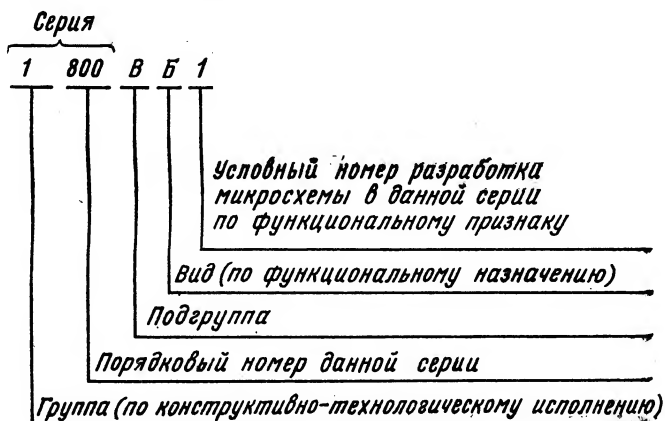 Серия
1 800 В Б 1
Условный номер разработка
микросхемы в данной серии
по функциональному признаку
Вид (по функциональному назначению)
Подгруппа
Порядковый номер данной серии
Группа (по конструктивно-технологическому исполнению)